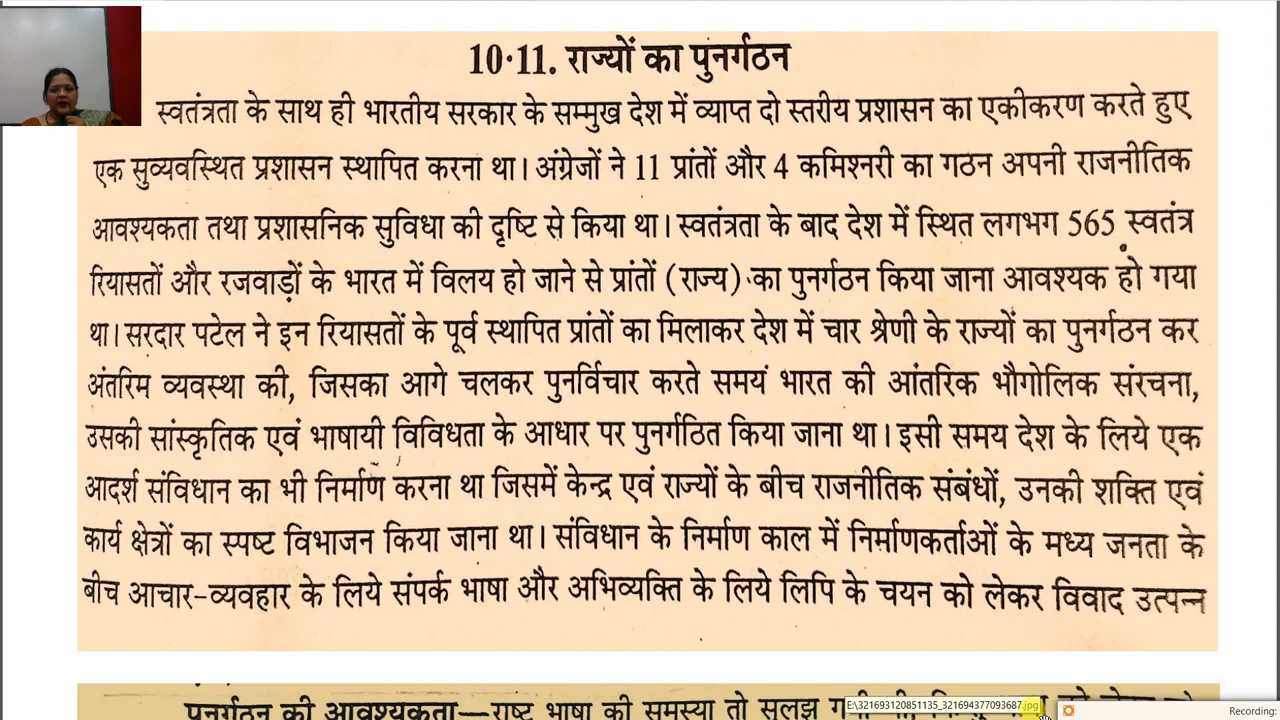 10·11. राज्यों का पुनर्गठन
स्वतंत्रता के साथ ही भारतीय सरकार के सम्मुख देश में व्याप्त दो स्तरीय प्रशासन का एकीकरण करते हुए
एक सुव्यवस्थित प्रशासन स्थापित करना था। अंग्रेजों ने 11 प्रांतों और 4 कमिश्नरी का गठन अपनी राजनीतिक
आवश्यकता तथा प्रशासनिक सुविधा की दृष्टि से किया था। स्वतंत्रता के बाद देश में स्थित लगभग 565 स्वतंत्र
रियासतों और रजवाड़ों के भारत में विलय हो जाने से प्रांतों (राज्य) का पुनर्गठन किया जाना आवश्यक हो गया
था। सरदार पटेल ने इन रियासतों के पूर्व स्थापित प्रांतों का मिलाकर देश में चार श्रेणी के राज्यों का पुनर्गठन कर
अंतरिम व्यवस्था की, जिसका आगे चलकर पुनर्विचार करते समय भारत की आंतरिक भौगोलिक संरचना,
उसकी सांस्कृतिक एवं भाषायी विविधता के आधार पर पुनर्गठित किया जाना था। इसी समय देश के लिये एक
आदर्श संविधान का भी निर्माण करना था जिसमें केन्द्र एवं राज्यों के बीच राजनीतिक संबंधों, उनकी शक्ति एवं
कार्य क्षेत्रों का स्पष्ट विभाजन किया जाना था। संविधान के निर्माण काल में निर्माणकर्ताओं के मध्य जनता के
बीच आचार-व्यवहार के लिये संपर्क भाषा और अभिव्यक्ति के लिये लिपि के चयन को लेकर विवाद उत्पन्न
पुनर्गठन की आवश्यकता—राष्ट्र भाषा की समस्या तो सुलझ
E:\321693120851135_321694377093687.jpg
Recording: